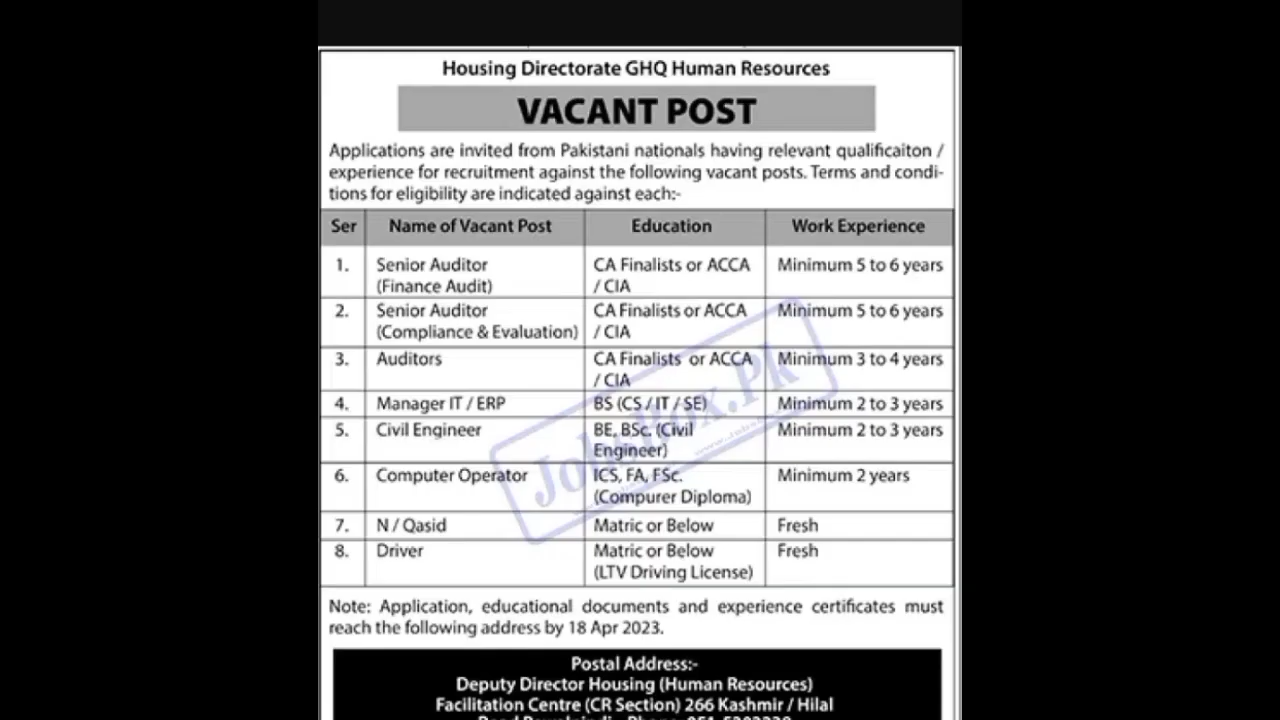 Housing Directorate GHQ Human Resources
VACANT POST
Applications are invited from Pakistani nationals having relevant qualificaiton /
experience for recruitment against the following vacant posts. Terms and condi-
tions for eligibility are indicated against each:-
Ser Name of Vacant Post Education Work Experience
1. Senior Auditor CA Finalists or ACCA Minimum 5 to 6 years
(Finance Audit) / CIA
2. Senior Auditor CA Finalists or ACCA Minimum 5 to 6 years
(Compliance & Evaluation) / CIA
3. Auditors CA Finalists or ACCA Minimum 3 to 4 years
/ CIA
4. Manager IT / ERP BS (CS / IT / SE) Minimum 2 to 3 years
5. Civil Engineer BE, BSc. (Civil Minimum 2 to 3 years
Engineer)
6. Computer Operator ICS, FA, FSc. Minimum 2 years
(Compurer Diploma)
7. N / Qasid Matric or Below Fresh
8. Driver Matric or Below Fresh
(LTV Driving License)
JobsBox.Pk
Note: Application, educational documents and experience certificates must
reach the following address by 18 Apr 2023.
Postal Address:-
Deputy Director Housing (Human Resources)
Facilitation Centre (CR Section) 266 Kashmir / Hilal